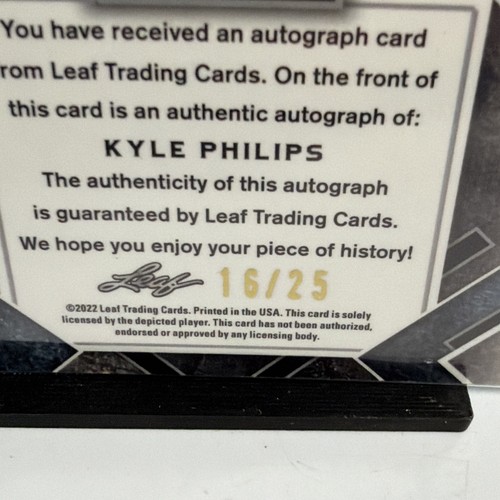 You have received an autograph card
rom Leaf Trading Cards. On the front of
this card is an authentic autograph of:
KYLE PHILIPS
The authenticity of this autograph
is guaranteed by Leaf Trading Cards.
We hope you enjoy your piece of history!
Leaf 16/25
©2022 Leaf Trading Cards. Printed in the USA. This card is solely
licensed by the depicted player. This card has not been authorized,
endorsed or approved by any licensing body.